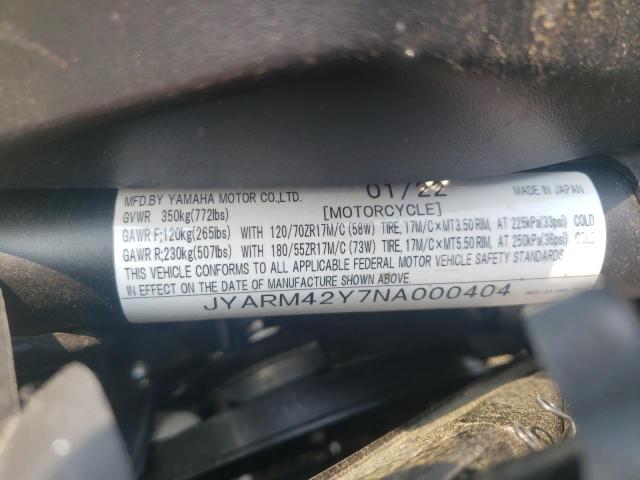 MFD.BY YAMAHA MOTOR CO.,LTD. 01/22 MADE IN JAPAN
GVWR 350kg(772lbs) [MOTORCYCLE]
GAWR F;120kg(265lbs) WITH 120/70ZR17M/C (58W) TIRE, 17M/C×MT3.50 RIM, AT 225kPa(33psi) COLD
GAWR R;230kg(507lbs) WITH 180/55ZR17M/C (73W) TIRE, 17M/C×MT5.50 RIM, AT 250kPa(36psi) COLD
THIS VEHICLE CONFORMS TO ALL APPLICABLE FEDERAL MOTOR VEHICLE SAFETY STANDARDS
IN EFFECT ON THE DATE OF MANUFACTURE SHOWN ABOVE.
JYARM42Y7NA000404